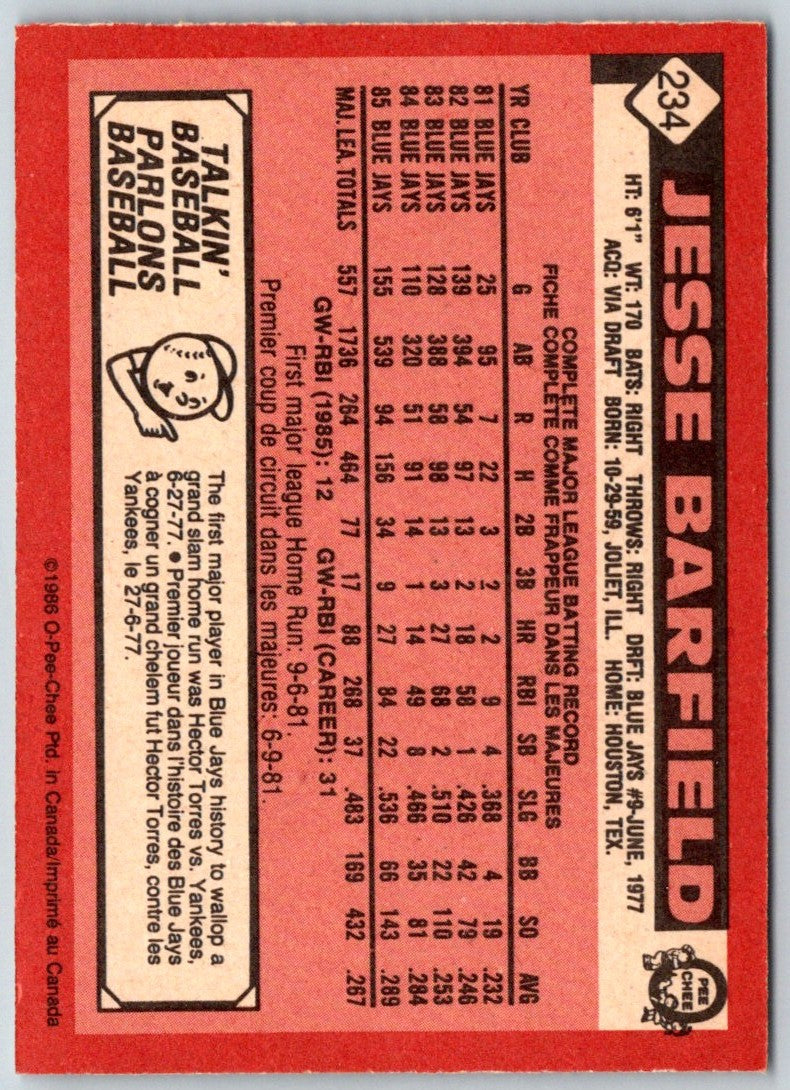 234
JESSE BARFIELD
O
PEE
CHEE
HT: 6'1" WT: 170 BATS: RIGHT THROWS: RIGHT DRFT: BLUE JAYS #9-JUNE, 1977
ACQ: VIA DRAFT BORN: 10-29-59, JOLIET, ILL. HOME: HOUSTON, TEX.
COMPLETE MAJOR LEAGUE BATTING RECORD
FICHE COMPLÈTE COMME FRAPPEUR DANS LES MAJEURES
YR CLUB G AB R H 2B 3B HR RBI SB SLG BB SO AVG
81 BLUE JAYS 25 95 7 22 3 2 2 9 4 .368 4 19 .232
82 BLUE JAYS 139 394 54 97 13 2 18 58 1 .426 42 79 .246
83 BLUE JAYS 128 388 58 98 13 3 27 68 2 .510 22 110 .253
84 BLUE JAYS 110 320 51 91 14 1 14 49 8 .466 35 81 .284
85 BLUE JAYS 155 539 94 156 34 9 27 84 22 .536 66 143 .289
MAJ. LEA. TOTALS 557 1736 264 464 77 17 88 268 37 .483 169 432 .267
GW-RBI (1985): 12 GW-RBI (CAREER): 31
First major league Home Run: 9-6-81.
Premier coup de circuit dans les majeures: 6-9-81.
TALKIN'
BASEBALL
PARLONS
BASEBALL
The first major player in Blue Jays history to wallop a
grand slam home run was Hector Torres vs. Yankees,
6-27-77. ● Premier joueur dans l'histoire des Blue Jays
à cogner un grand chelem fut Hector Torres, contre les
Yankees, le 27-6-77.
©1986 O-Pee-Chee Ptd. in Canada/Imprimé au Canada